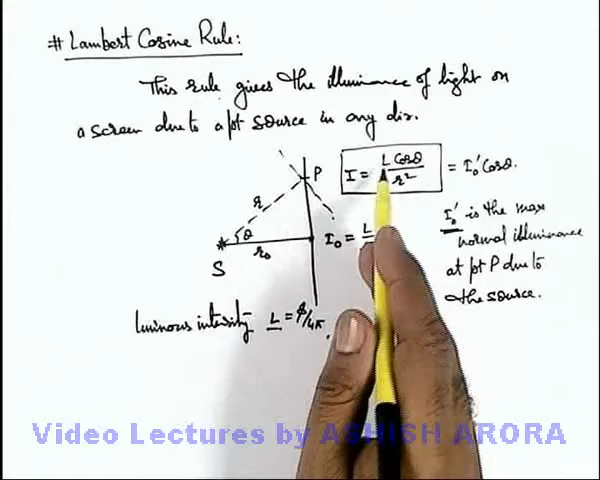 # Lambert Cosine Rule:
This rule gives the illuminance of light on
a screen due to a pt source in any dir.
P
I = L Cosθ / r² = I₀' Cosθ.
r
θ
I₀ = L
r₀
S
I₀' is the max
normal illuminance
at pt P due to
the source.
luminous intensity L = φ/4π.
Video Lectures by ASHISH ARORA